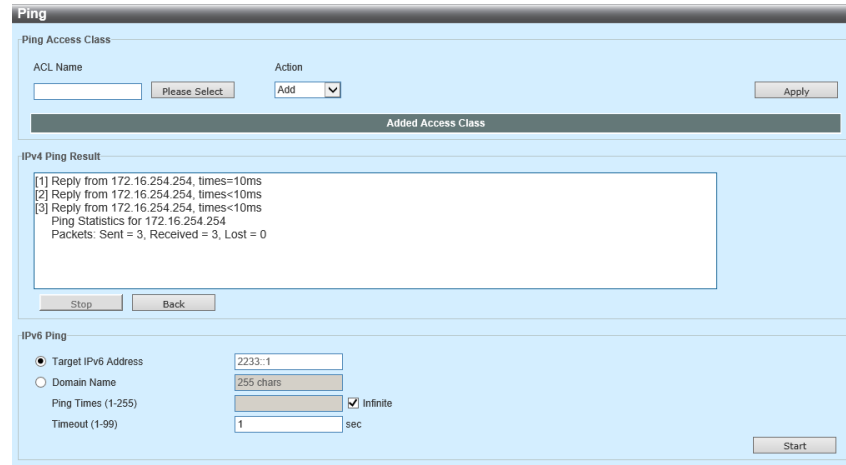 Ping
Ping Access Class
ACL Name
Action
Please Select
Add
Apply
Added Access Class
IPv4 Ping Result
[1] Reply from 172.16.254.254, times=10ms
[2] Reply from 172.16.254.254, times<10ms
[3] Reply from 172.16.254.254, times<10ms
Ping Statistics for 172.16.254.254
Packets: Sent = 3, Received = 3, Lost = 0
Stop
Back
IPv6 Ping
Target IPv6 Address
2233::1
Domain Name
255 chars
Ping Times (1-255)
Infinite
Timeout (1-99)
1
sec
Start